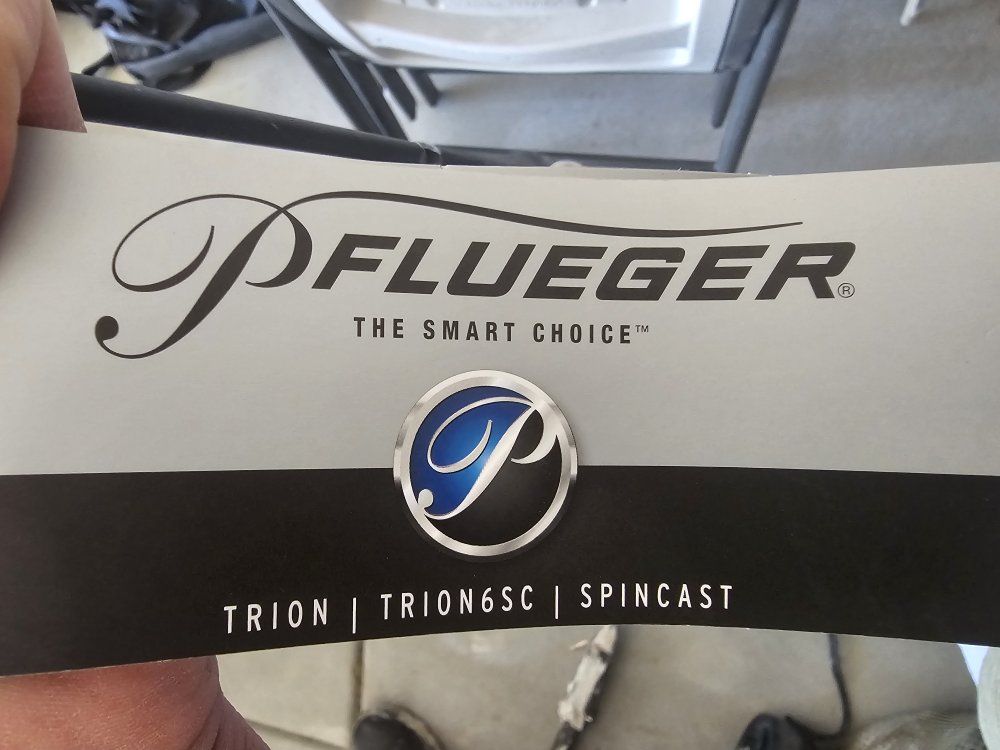 PFLUEGER®
THE SMART CHOICE™
P
TRION | TRION6SC | SPINCAST